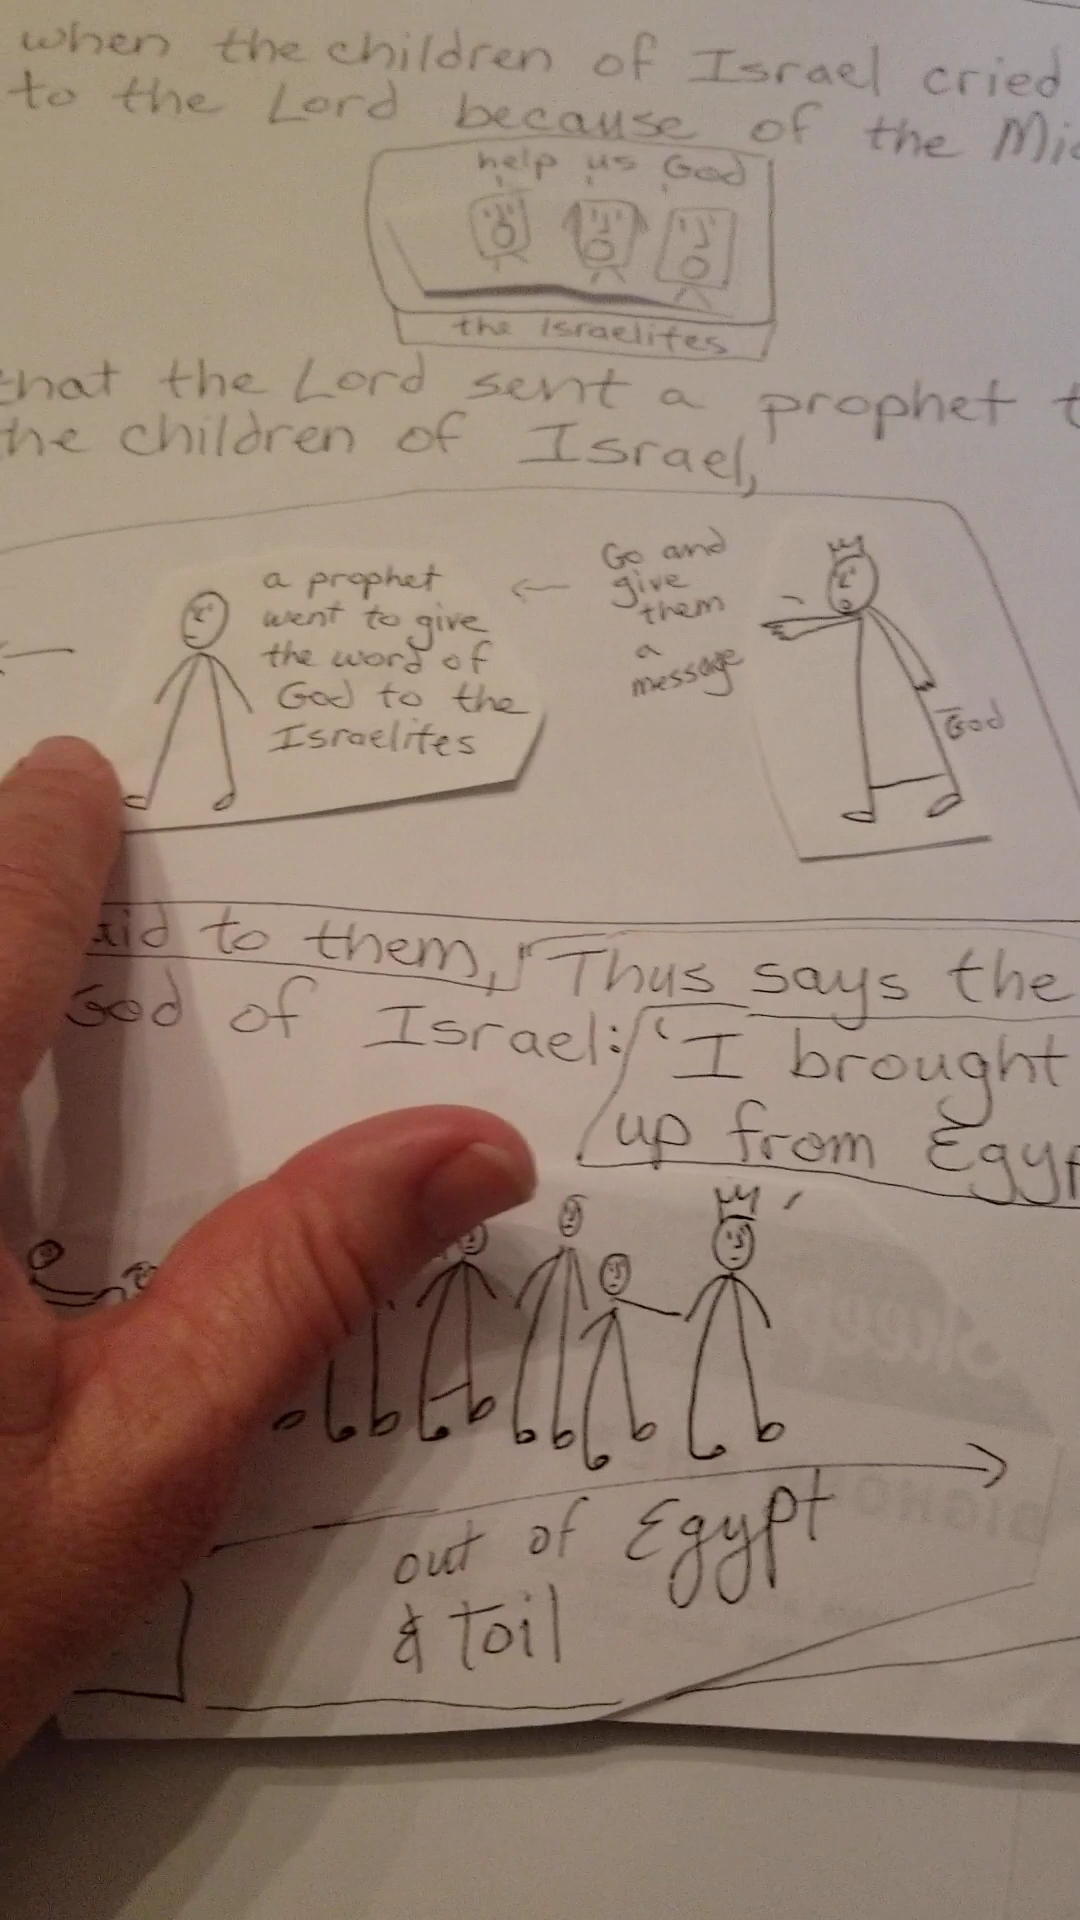 when the children of Israel cried
to the Lord because of the
help us God
the Israelites
that the Lord sent a prophet
the children of Israel,
a prophet
went to give
the word of
God to the
Israelites
Go and
give
them
a
message
God
said to them, "Thus says the
God of Israel: 'I brought
up from
out of Egypt
& toil